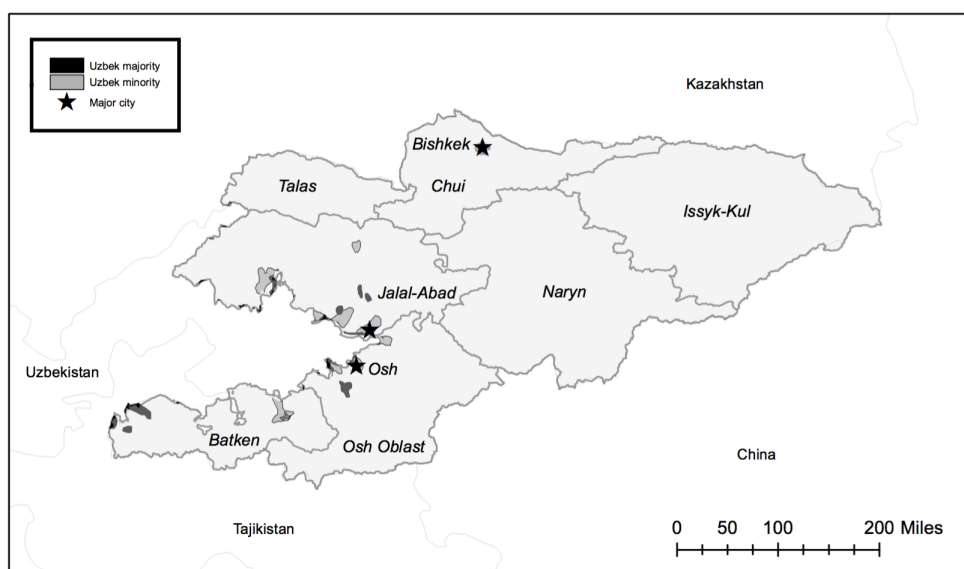 Uzbek majority
Uzbek minority
Major city
Kazakhstan
Bishkek
Talas
Chui
Issyk-Kul
Jalal-Abad
Naryn
Uzbekistan
Osh
Batken
Osh Oblast
China
Tajikistan
0 50 100 200 Miles